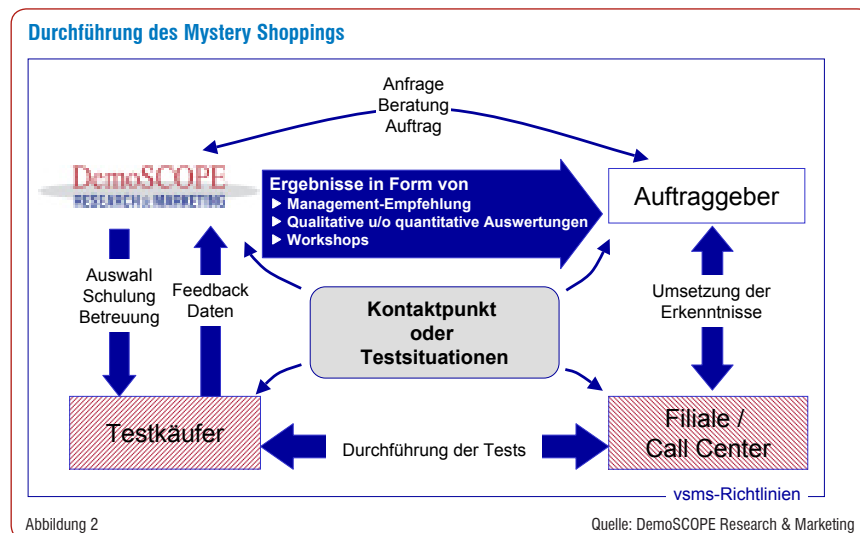 Durchführung des Mystery Shoppings
Anfrage
Beratung
Auftrag
DemoSCOPE
RESEARCH & MARKETING
Ergebnisse in Form von
▶ Management-Empfehlung
▶ Qualitative u/o quantitative Auswertungen
▶ Workshops
Auftraggeber
Auswahl
Schulung
Betreuung
Feedback
Daten
Kontaktpunkt
oder
Testsituationen
Umsetzung der
Erkenntnisse
Testkäufer
Durchführung der Tests
Filiale /
Call Center
vsms-Richtlinien
Abbildung 2
Quelle: DemoSCOPE Research & Marketing